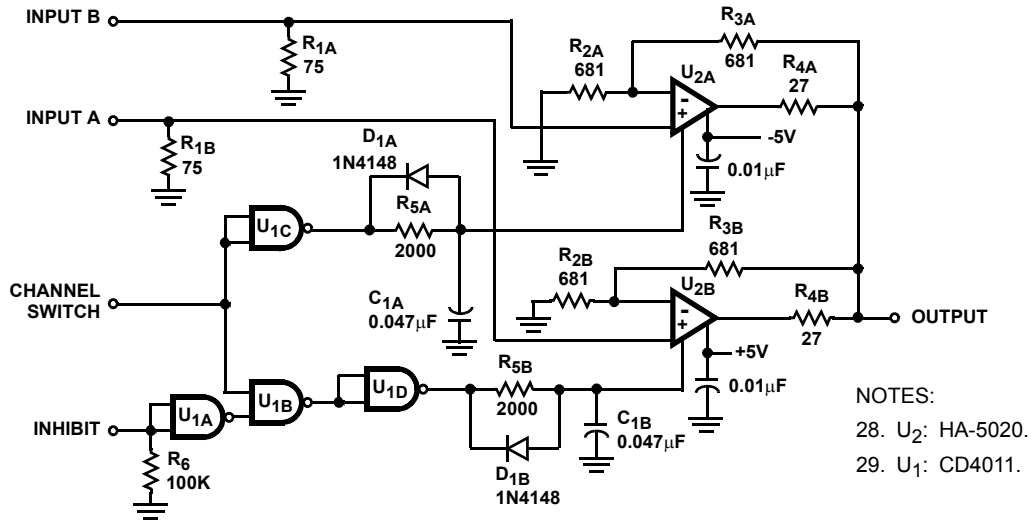 INPUT B
R1A
75
R3A
681
R2A
681
U2A
-
+
R4A
27
-5V
0.01µF
INPUT A
R1B
75
D1A
1N4148
R5A
2000
U1C
C1A
0.047µF
R3B
681
R2B
681
U2B
-
+
R4B
27
OUTPUT
+5V
0.01µF
CHANNEL
SWITCH
U1A
U1B
U1D
R5B
2000
C1B
0.047µF
D1B
1N4148
INHIBIT
R6
100K
NOTES:
28. U2: HA-5020.
29. U1: CD4011.